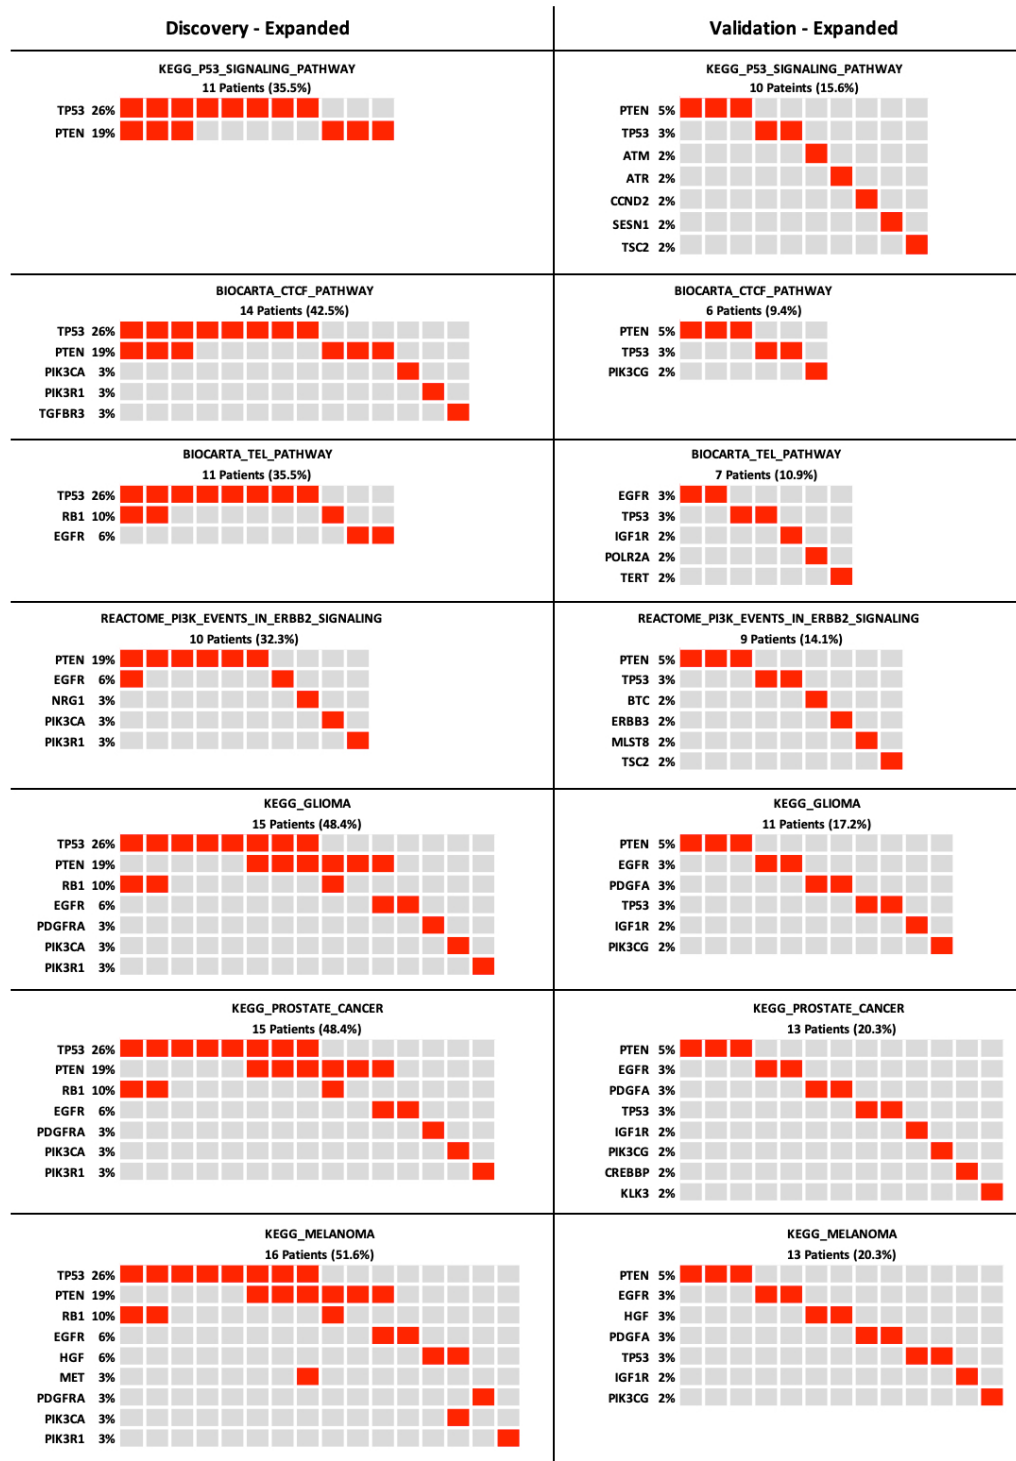 Discovery - Expanded
Validation - Expanded
KEGG_P53_SIGNALING_PATHWAY
11 Patients (35.5%)
TP53 26%
PTEN 19%
KEGG_P53_SIGNALING_PATHWAY
10 Pateints (15.6%)
PTEN 5%
TP53 3%
ATM 2%
ATR 2%
CCND2 2%
SESN1 2%
TSC2 2%
BIOCARTA_CTCF_PATHWAY
14 Patients (42.5%)
TP53 26%
PTEN 19%
PIK3CA 3%
PIK3R1 3%
TGFBR3 3%
BIOCARTA_CTCF_PATHWAY
6 Patients (9.4%)
PTEN 5%
TP53 3%
PIK3CG 2%
BIOCARTA_TEL_PATHWAY
11 Patients (35.5%)
TP53 26%
RB1 10%
EGFR 6%
BIOCARTA_TEL_PATHWAY
7 Patients (10.9%)
EGFR 3%
TP53 3%
IGF1R 2%
POLR2A 2%
TERT 2%
REACTOME_PI3K_EVENTS_IN_ERBB2_SIGNALING
10 Patients (32.3%)
PTEN 19%
EGFR 6%
NRG1 3%
PIK3CA 3%
PIK3R1 3%
REACTOME_PI3K_EVENTS_IN_ERBB2_SIGNALING
9 Patients (14.1%)
PTEN 5%
TP53 3%
BTC 2%
ERBB3 2%
MLST8 2%
TSC2 2%
KEGG_GLIOMA
15 Patients (48.4%)
TP53 26%
PTEN 19%
RB1 10%
EGFR 6%
PDGFRA 3%
PIK3CA 3%
PIK3R1 3%
KEGG_GLIOMA
11 Patients (17.2%)
PTEN 5%
EGFR 3%
PDGFA 3%
TP53 3%
IGF1R 2%
PIK3CG 2%
KEGG_PROSTATE_CANCER
15 Patients (48.4%)
TP53 26%
PTEN 19%
RB1 10%
EGFR 6%
PDGFRA 3%
PIK3CA 3%
PIK3R1 3%
KEGG_PROSTATE_CANCER
13 Patients (20.3%)
PTEN 5%
EGFR 3%
PDGFA 3%
TP53 3%
IGF1R 2%
PIK3CG 2%
CREBBP 2%
KLK3 2%
KEGG_MELANOMA
16 Patients (51.6%)
TP53 26%
PTEN 19%
RB1 10%
EGFR 6%
HGF 6%
MET 3%
PDGFRA 3%
PIK3CA 3%
PIK3R1 3%
KEGG_MELANOMA
13 Patients (20.3%)
PTEN 5%
EGFR 3%
HGF 3%
PDGFA 3%
TP53 3%
IGF1R 2%
PIK3CG 2%